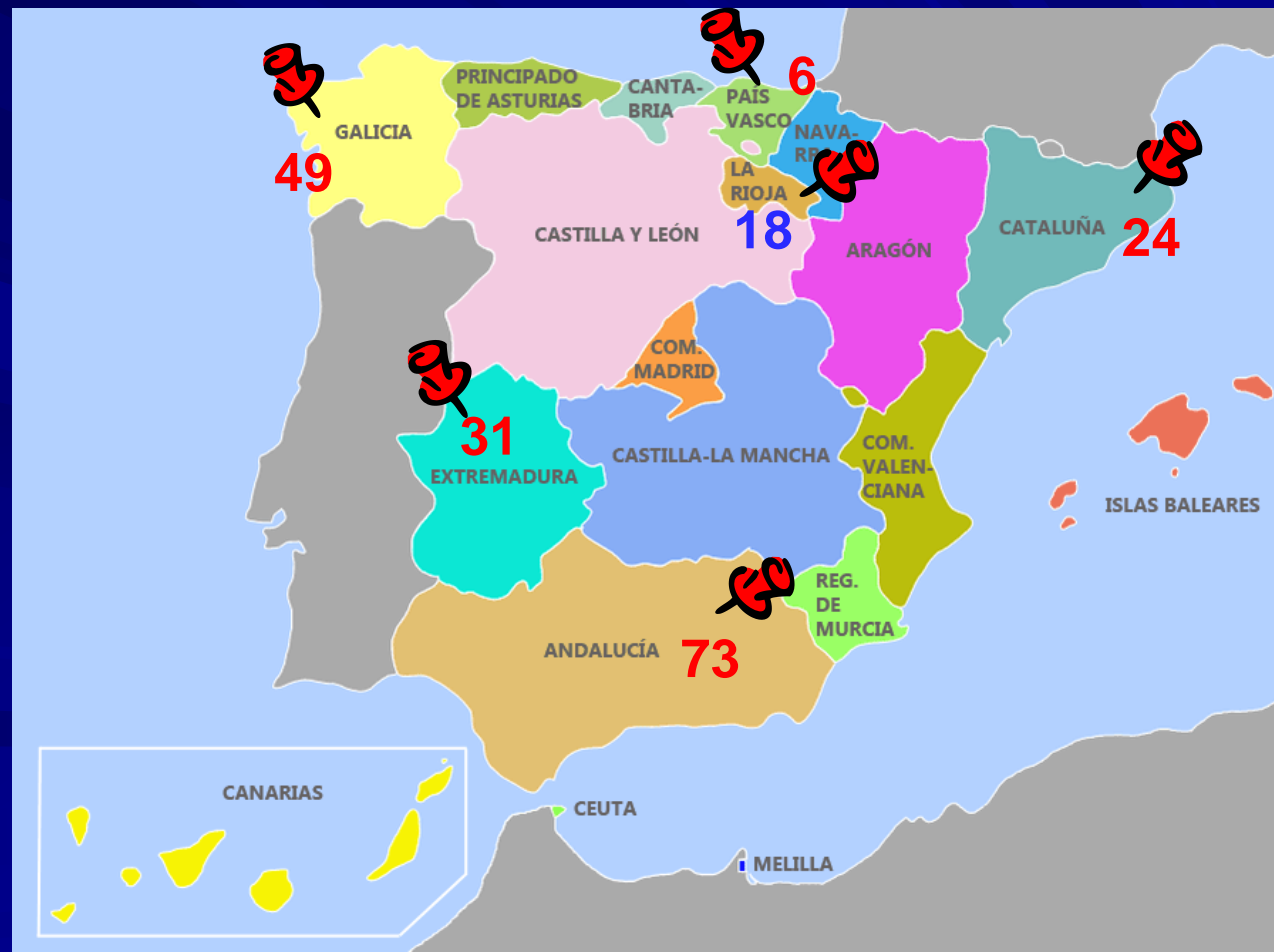 PRINCIPADO
DE ASTURIAS
CANTA-
BRIA
PAÍS
VASCO
6
NAVA-
GALICIA
49
LA
RIOJA
18
CASTILLA Y LEÓN
ARAGÓN
CATALUÑA
24
COM.
MADRID
31
EXTREMADURA
CASTILLA-LA MANCHA
COM.
VALEN-
CIANA
ISLAS BALEARES
REG.
DE
MURCIA
ANDALUCÍA
73
CANARIAS
CEUTA
MELILLA